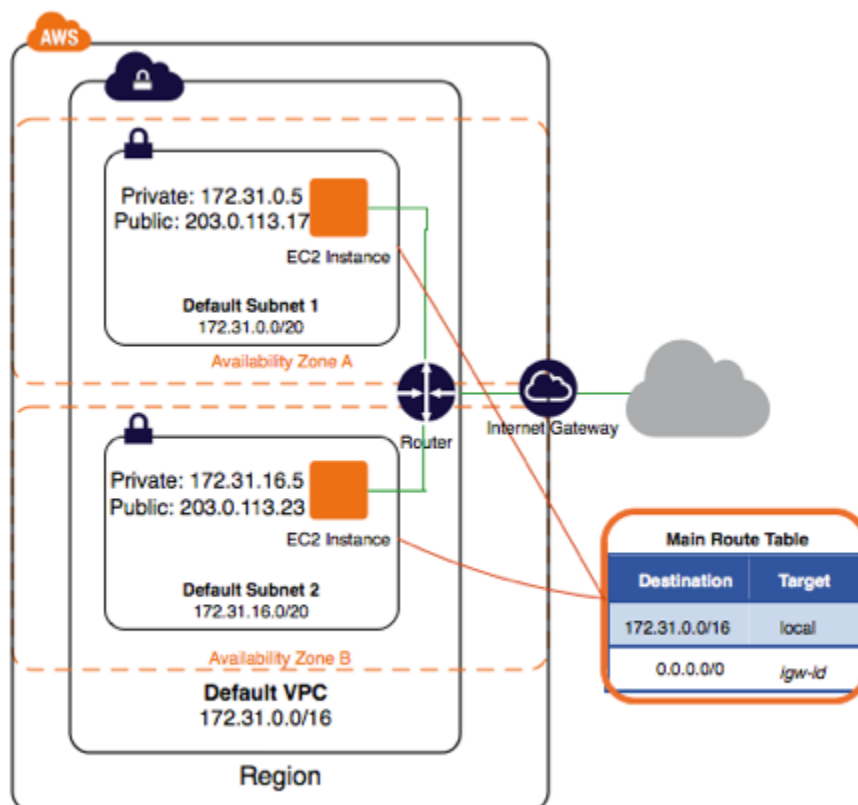 AWS
Private: 172.31.0.5
Public: 203.0.113.17
EC2 Instance
Default Subnet 1
172.31.0.0/20
Availability Zone A
Router
Internet Gateway
Private: 172.31.16.5
Public: 203.0.113.23
EC2 Instance
Default Subnet 2
172.31.16.0/20
Availability Zone B
Default VPC
172.31.0.0/16
Region
Main Route Table
Destination Target
172.31.0.0/16 local
0.0.0.0/0 igw-id